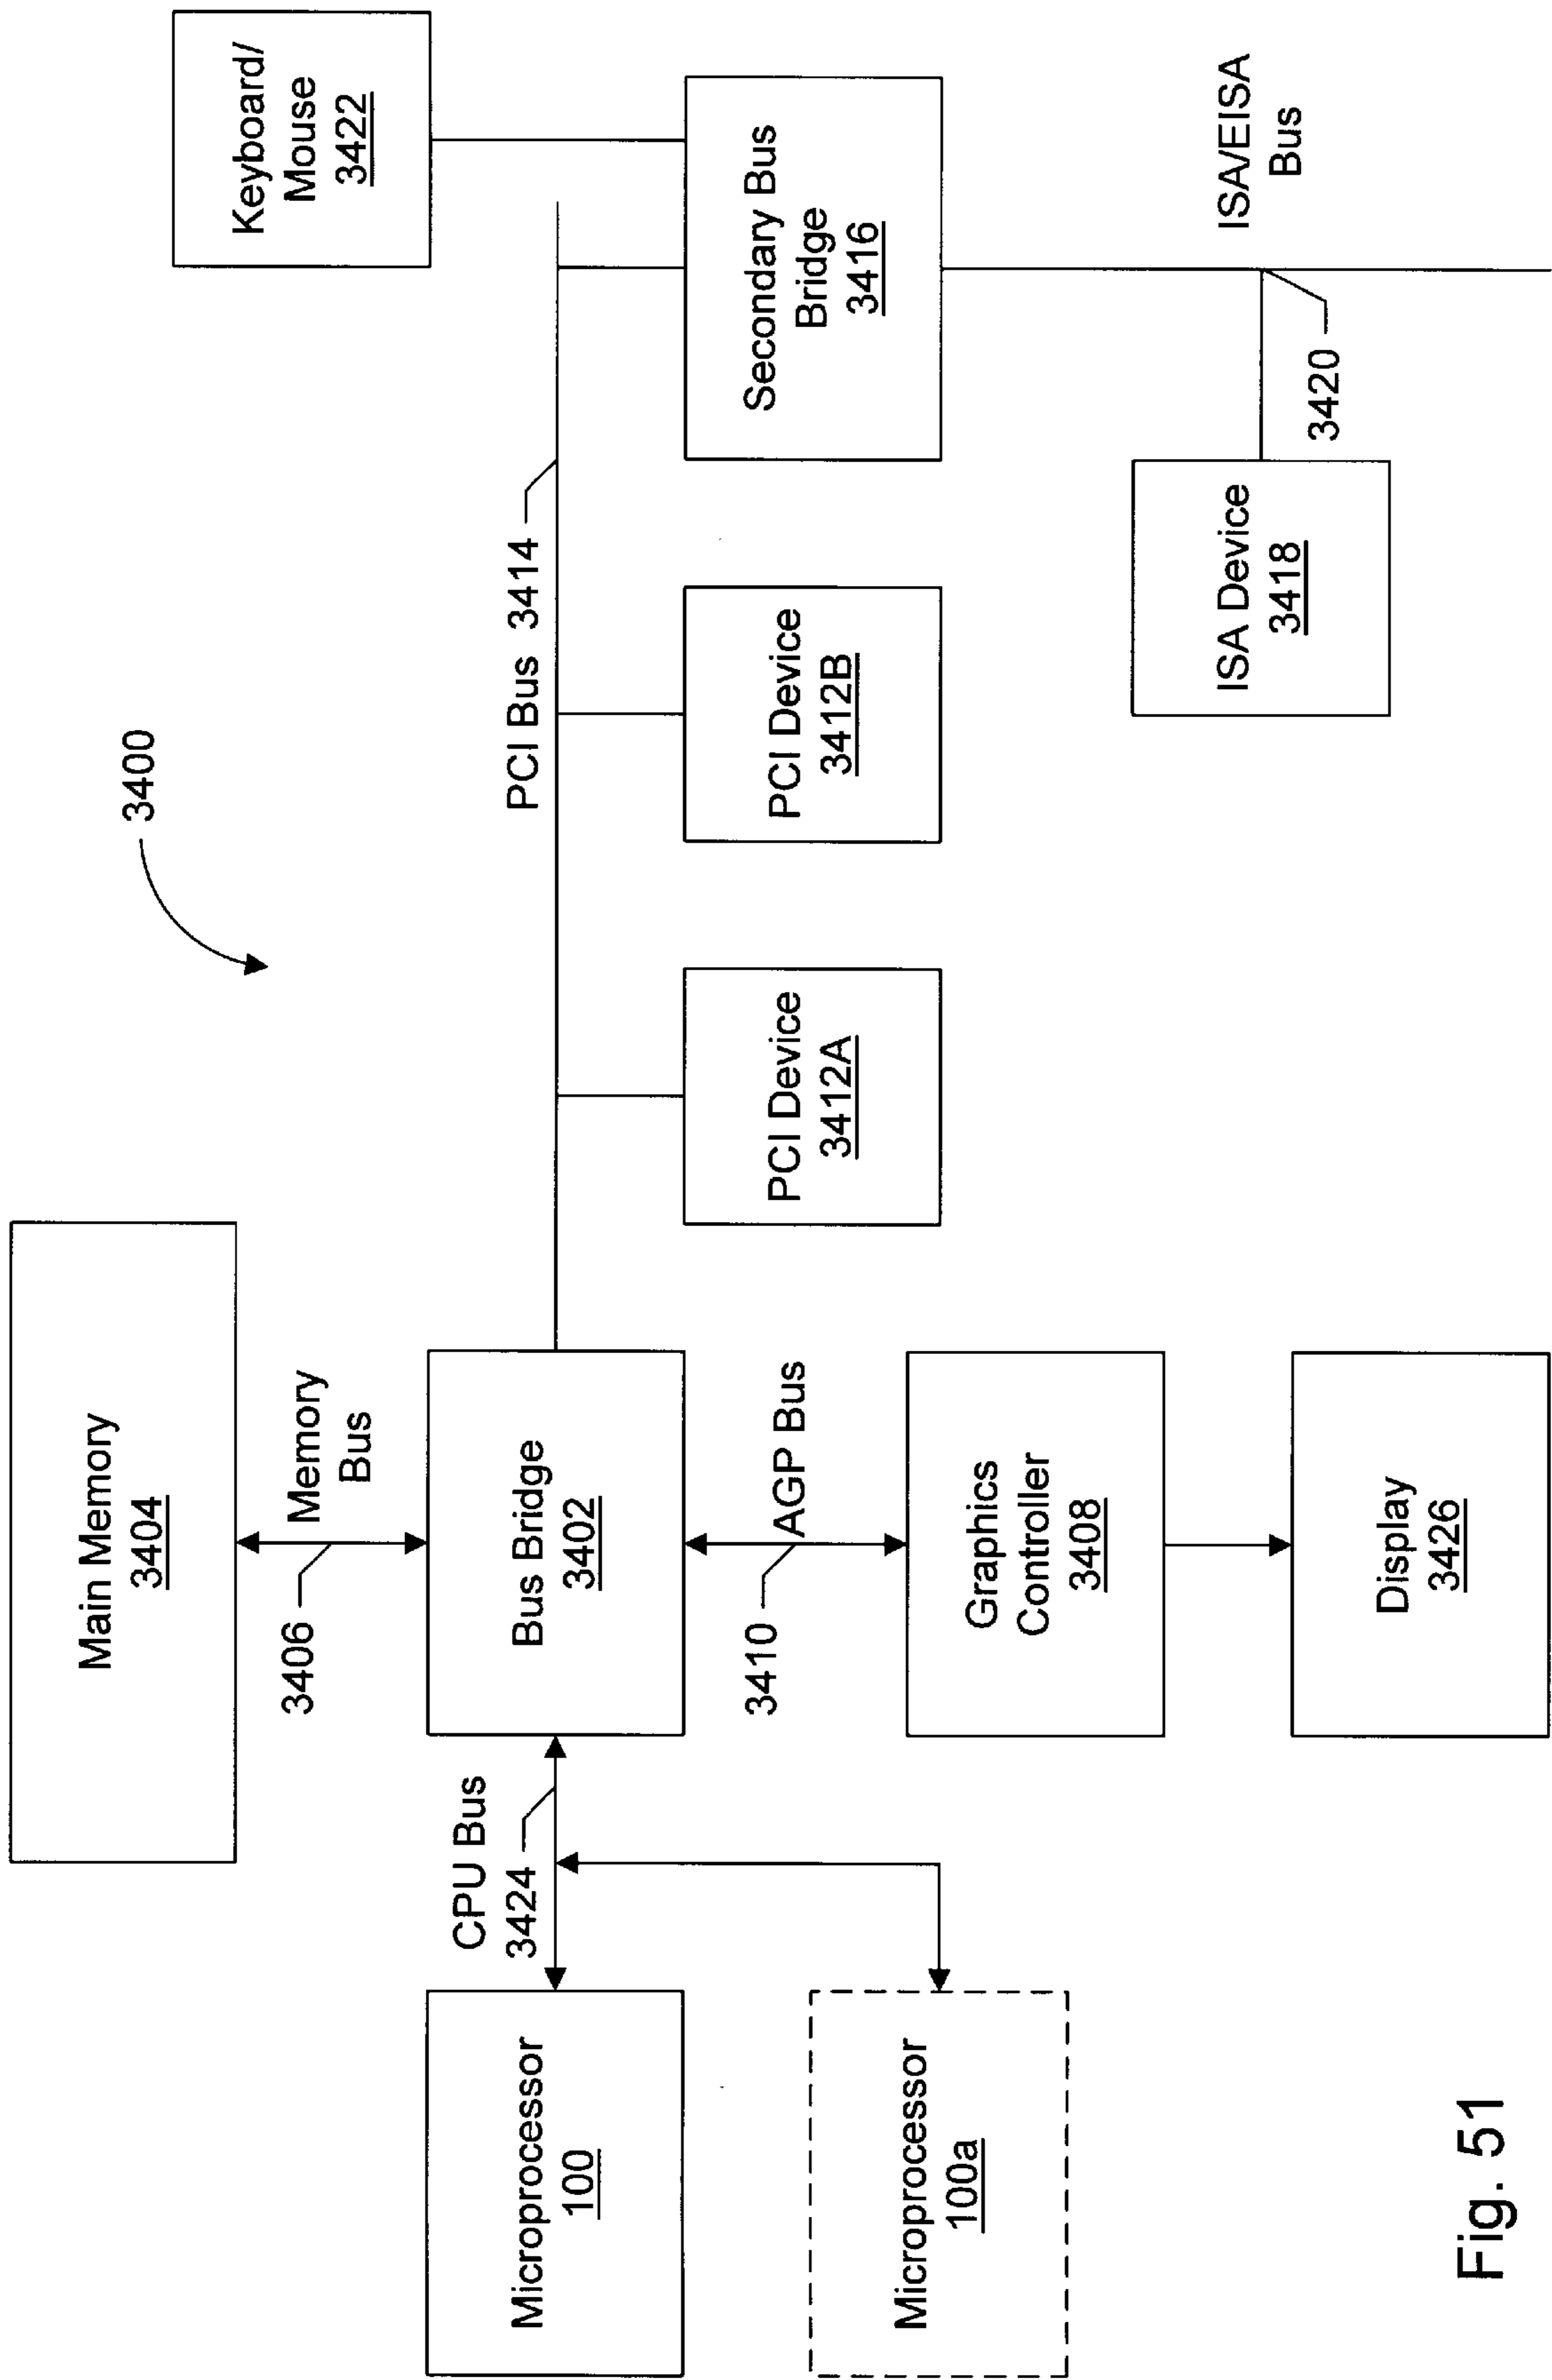 3400
Main Memory
3404
3406
Memory
Bus
Keyboard/
Mouse
3422
CPU Bus
3424
PCI Bus 3414
Microprocessor
100
Bus Bridge
3402
3410
AGP Bus
PCI Device
3412A
PCI Device
3412B
Secondary Bus
Bridge
3416
Microprocessor
100a
Graphics
Controller
3408
ISA Device
3418
3420
ISA/EISA
Bus
Display
3426
Fig. 51